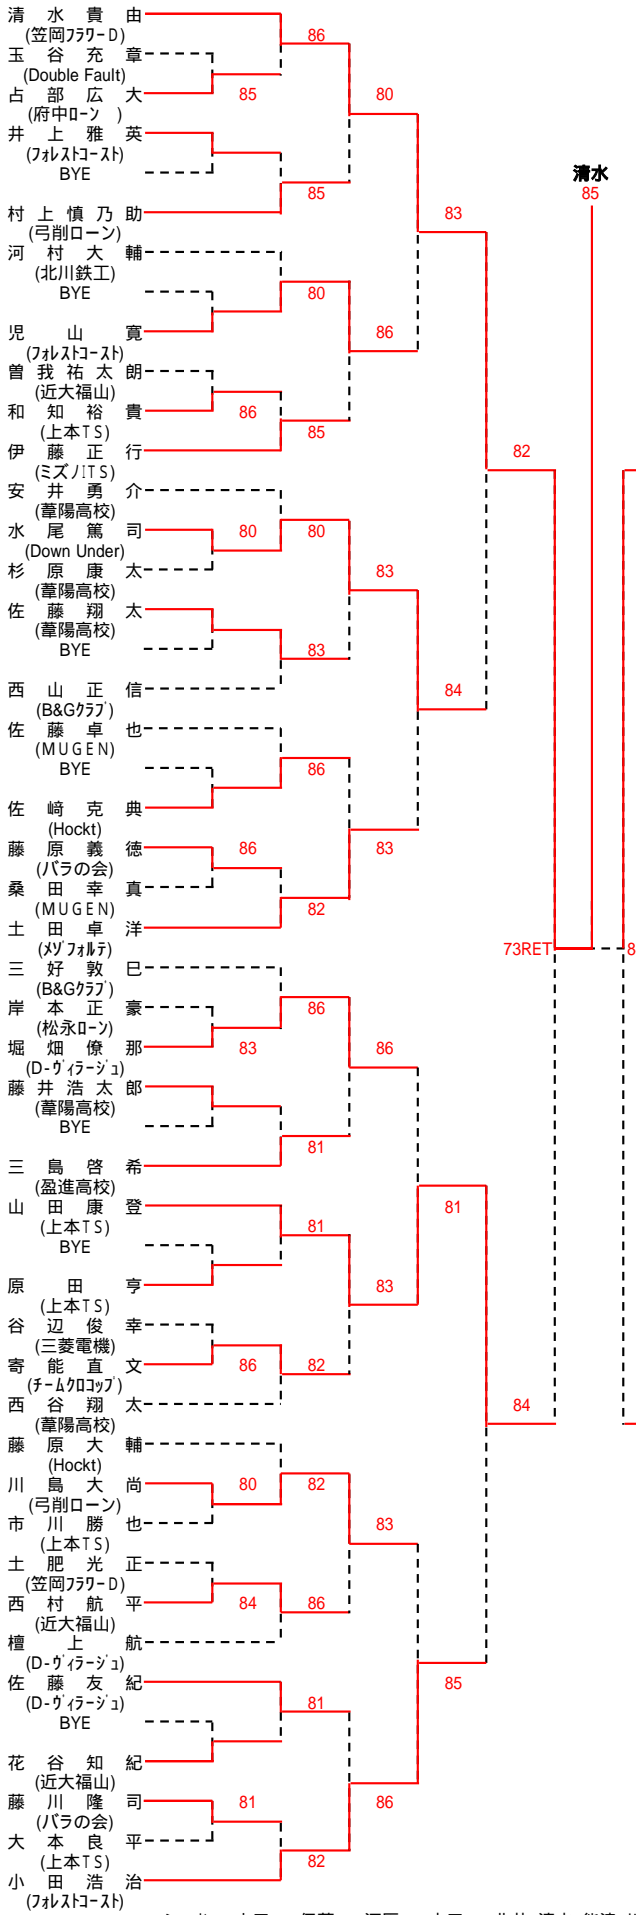 清水貴由
(笠岡フラワーD)
86
玉谷充章
(Double Fault)
占部広大
85
80
(府中ローン )
井上雅英
(フォレストコースト)
BYE
清水
85
85
村上慎乃助
83
(弓削ローン)
河村大輔
(北川鉄工)
BYE
80
児山寛
86
(フォレストコースト)
曽我祐太朗
(近大福山)
和知裕貴
86
(上本TS)
85
伊藤正行
82
(ミズノITS)
安井勇介
(葦陽高校)
水尾篤司
80
80
(Down Under)
杉原康太
83
(葦陽高校)
佐藤翔太
(葦陽高校)
BYE
83
西山正信
84
(B&Gクラブ)
佐藤卓也
(MUGEN)
BYE
86
佐﨑克典
(Hockt)
藤原義徳
86
83
(バラの会)
桑田幸真
(MUGEN)
82
土田卓洋
(メゾフォルテ)
73RET
8
三好敦巳
(B&Gクラブ)
岸本正豪
86
(松永ローン)
堀畑僚那
83
86
(D-ヴィラージュ)
藤井浩太郎
(葦陽高校)
BYE
81
三島啓希
(盈進高校)
山田康登
81
(上本TS)
81
BYE
原田亨
83
(上本TS)
谷辺俊幸
(三菱電機)
寄能直文
86
82
(チームクロコップ)
西谷翔太
84
(葦陽高校)
藤原大輔
(Hockt)
川島大尚
80
82
(弓削ローン)
市川勝也
83
(上本TS)
土肥光正
(笠岡フラワーD)
西村航平
84
86
(近大福山)
檀上航
(D-ヴィラージュ)
佐藤友紀
85
(D-ヴィラージュ)
81
BYE
花谷知紀
(近大福山)
藤川隆司
81
86
(バラの会)
大本良平
(上本TS)
82
小田浩治
(フォレストコースト)